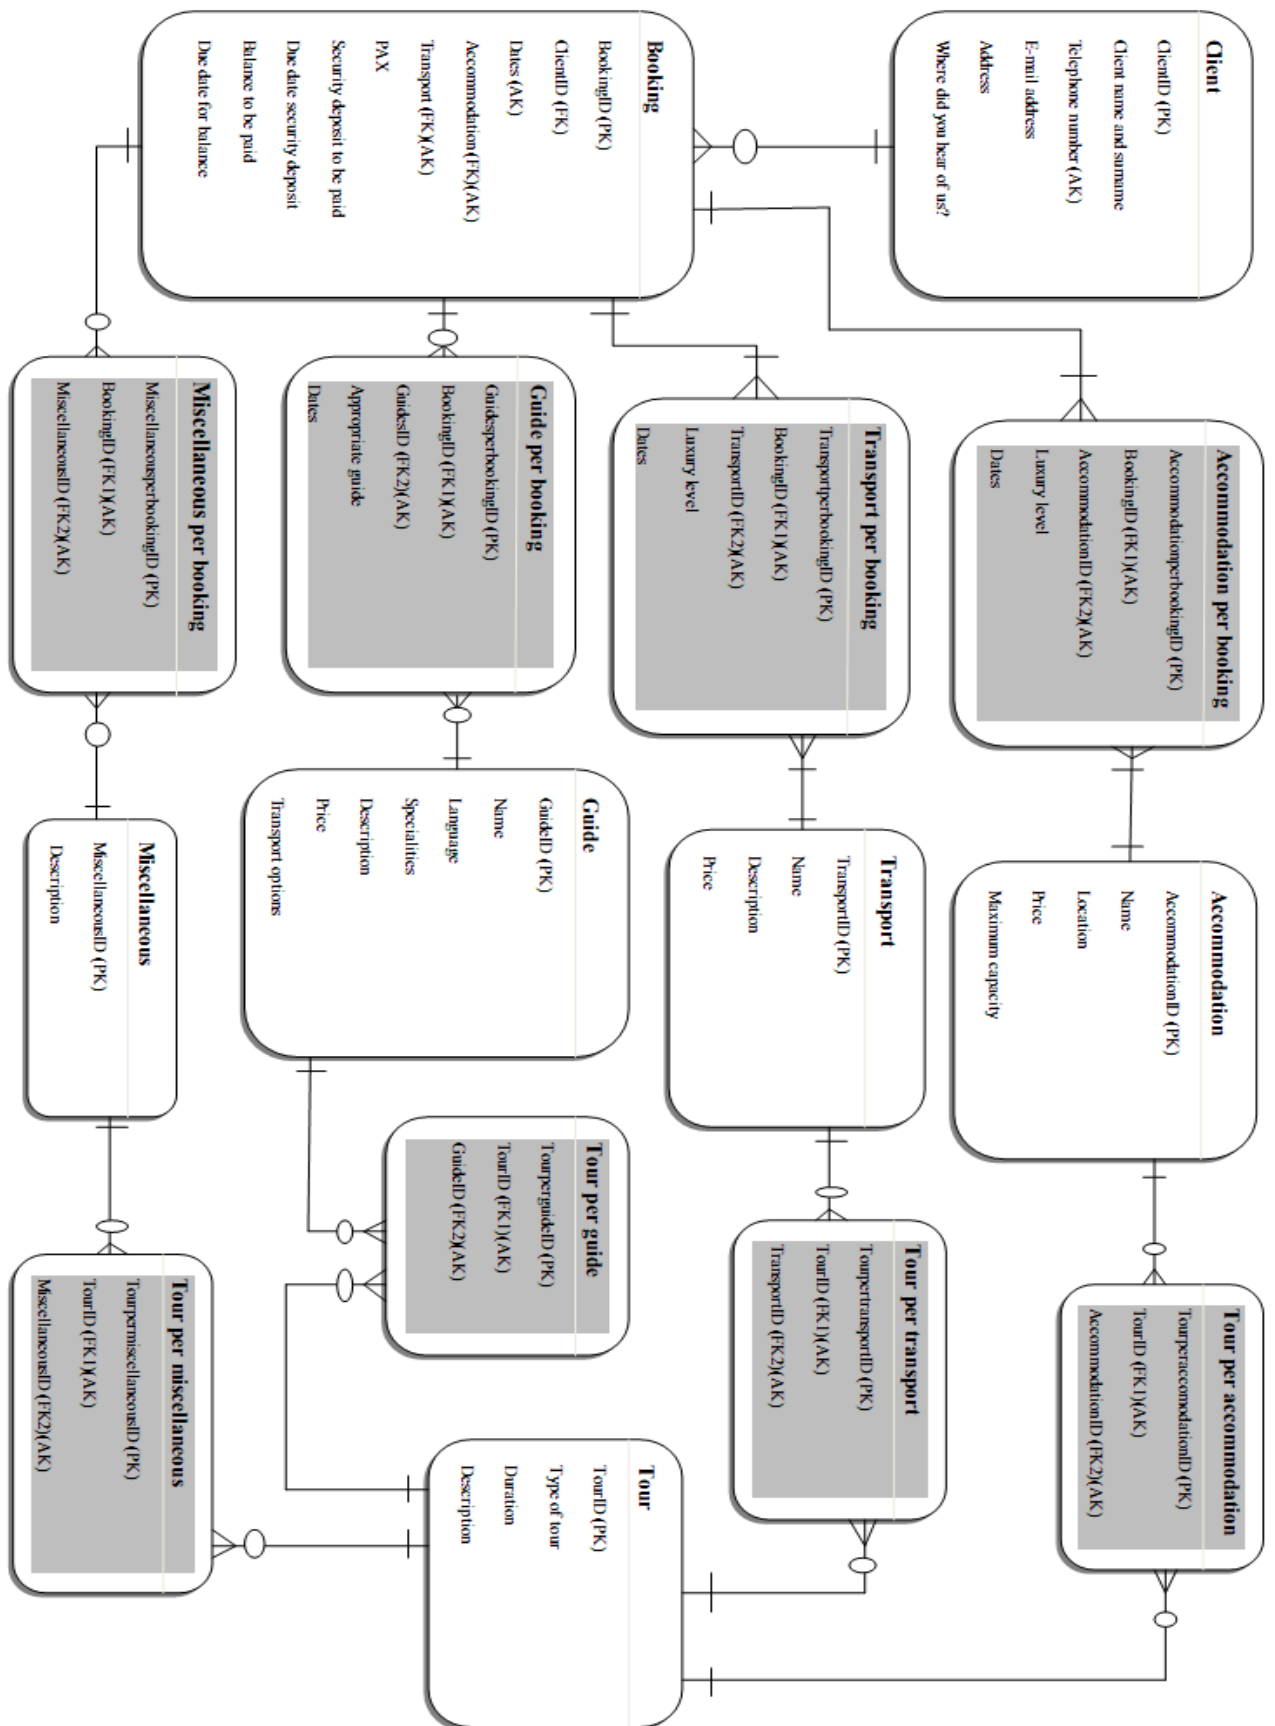 Client
ClientID (PK)
Client name and surname
Telephone number (AK)
E-mail address
Address
Where did you hear of us?
Accommodation per booking
AccommodationperbookingID (PK)
BookingID (FK1)(AK)
AccommodationID (FK2)(AK)
Luxury level
Dates
Accommodation
AccommodationID (PK)
Name
Location
Price
Maximum capacity
Tour per accommodation
TourperaccomodationID (PK)
TourID (FK1)(AK)
AccommodationID (FK2)(AK)
Booking
BookingID (PK)
ClientID (FK)
Dates (AK)
Accommodation (FK)(AK)
Transport (FK)(AK)
PAX
Security deposit to be paid
Due date security deposit
Balance to be paid
Due date for balance
Transport per booking
TransportperbookingID (PK)
BookingID (FK1)(AK)
TransportID (FK2)(AK)
Luxury level
Dates
Transport
TransportID (PK)
Name
Description
Price
Tour per transport
TourpertransportID (PK)
TourID (FK1)(AK)
TransportID (FK2)(AK)
Guide per booking
GuidesperbookingID (PK)
BookingID (FK1)(AK)
GuidesID (FK2)(AK)
Appropriate guide
Dates
Guide
GuideID (PK)
Name
Language
Specialities
Description
Price
Transport options
Tour per guide
TourperguideID (PK)
TourID (FK1)(AK)
GuideID (FK2)(AK)
Tour
TourID (PK)
Type of tour
Duration
Description
Miscellaneous per booking
MiscellaneousperbookingID (PK)
BookingID (FK1)(AK)
MiscellaneousID (FK2)(AK)
Miscellaneous
MiscellaneousID (PK)
Description
Tour per miscellaneous
TourpermiscellaneousID (PK)
TourID (FK1)(AK)
MiscellaneousID (FK2)(AK)